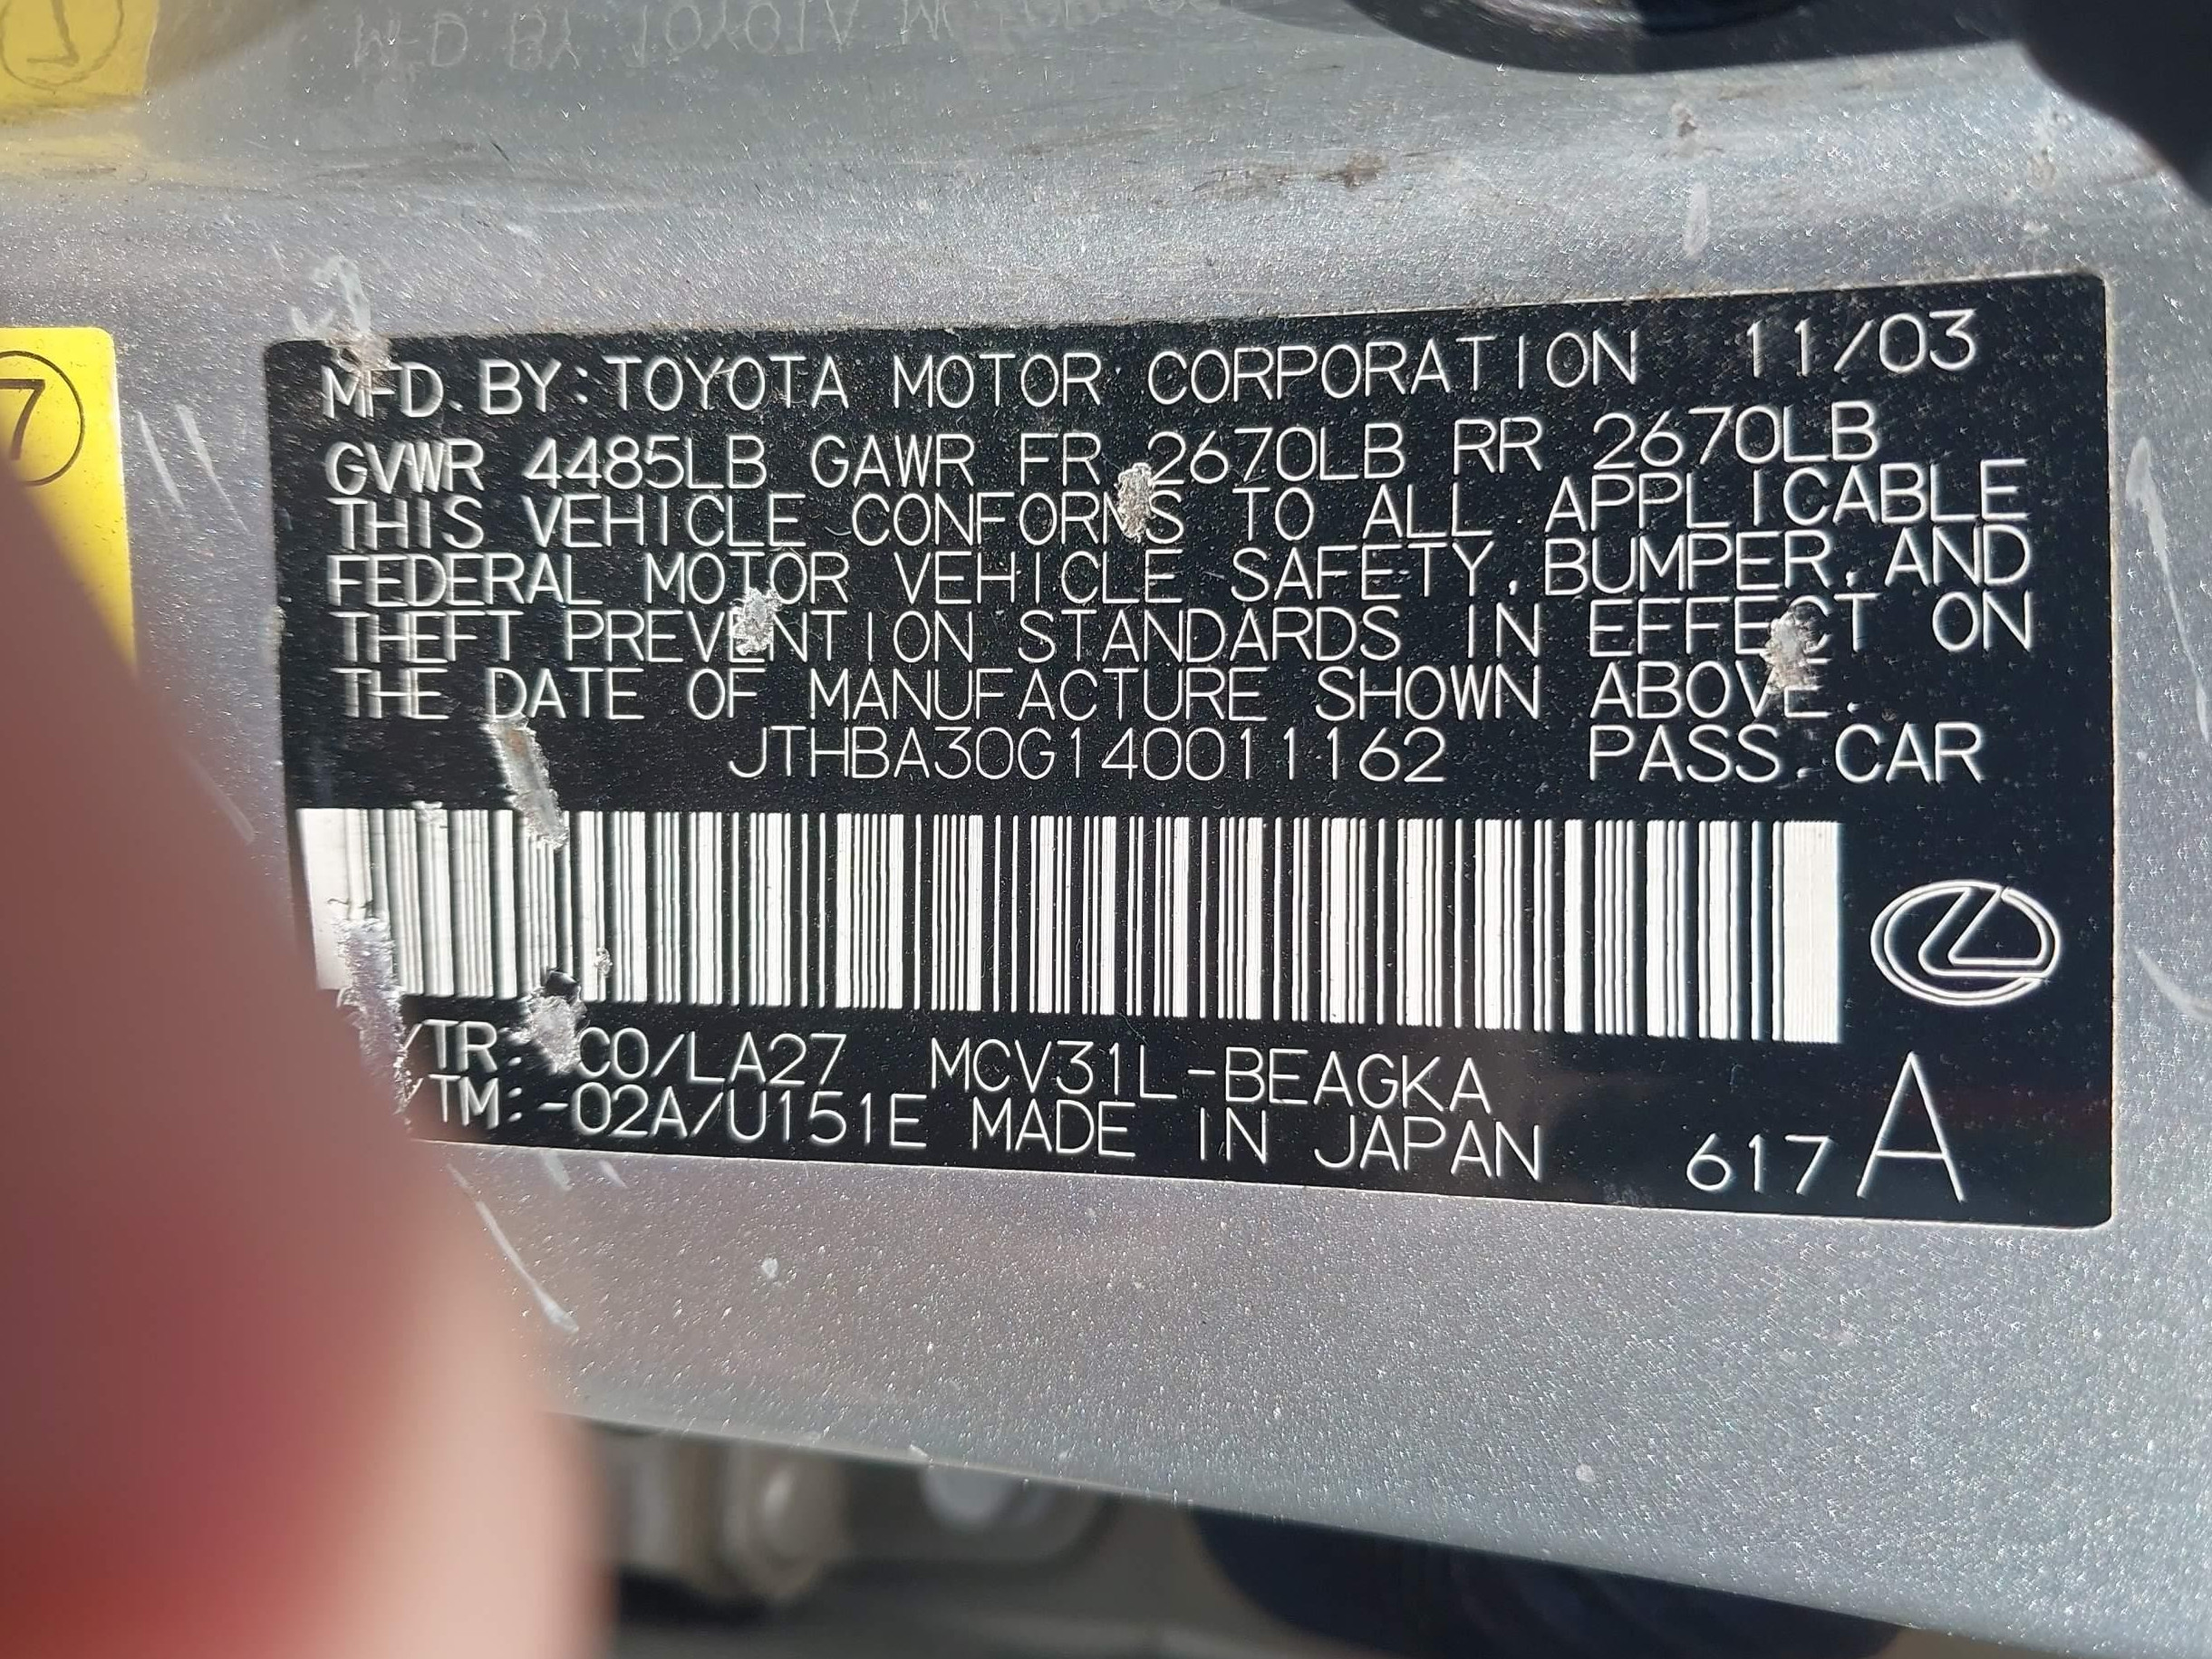 MFD. BY: TOYOTA MOTOR CORPORATION 11/03
GVWR 4485LB GAWR FR 2670LB RR 2670LB
THIS VEHICLE CONFORMS TO ALL APPLICABLE
FEDERAL MOTOR VEHICLE SAFETY, BUMPER, AND
THEFT PREVENTION STANDARDS IN EFFECT ON
THE DATE OF MANUFACTURE SHOWN ABOVE.
JTHBA30G140011162 PASS. CAR
/TR: C0/LA27 MCV31L-BEAGKA
/TM:-02A/U151E MADE IN JAPAN 617 A
7